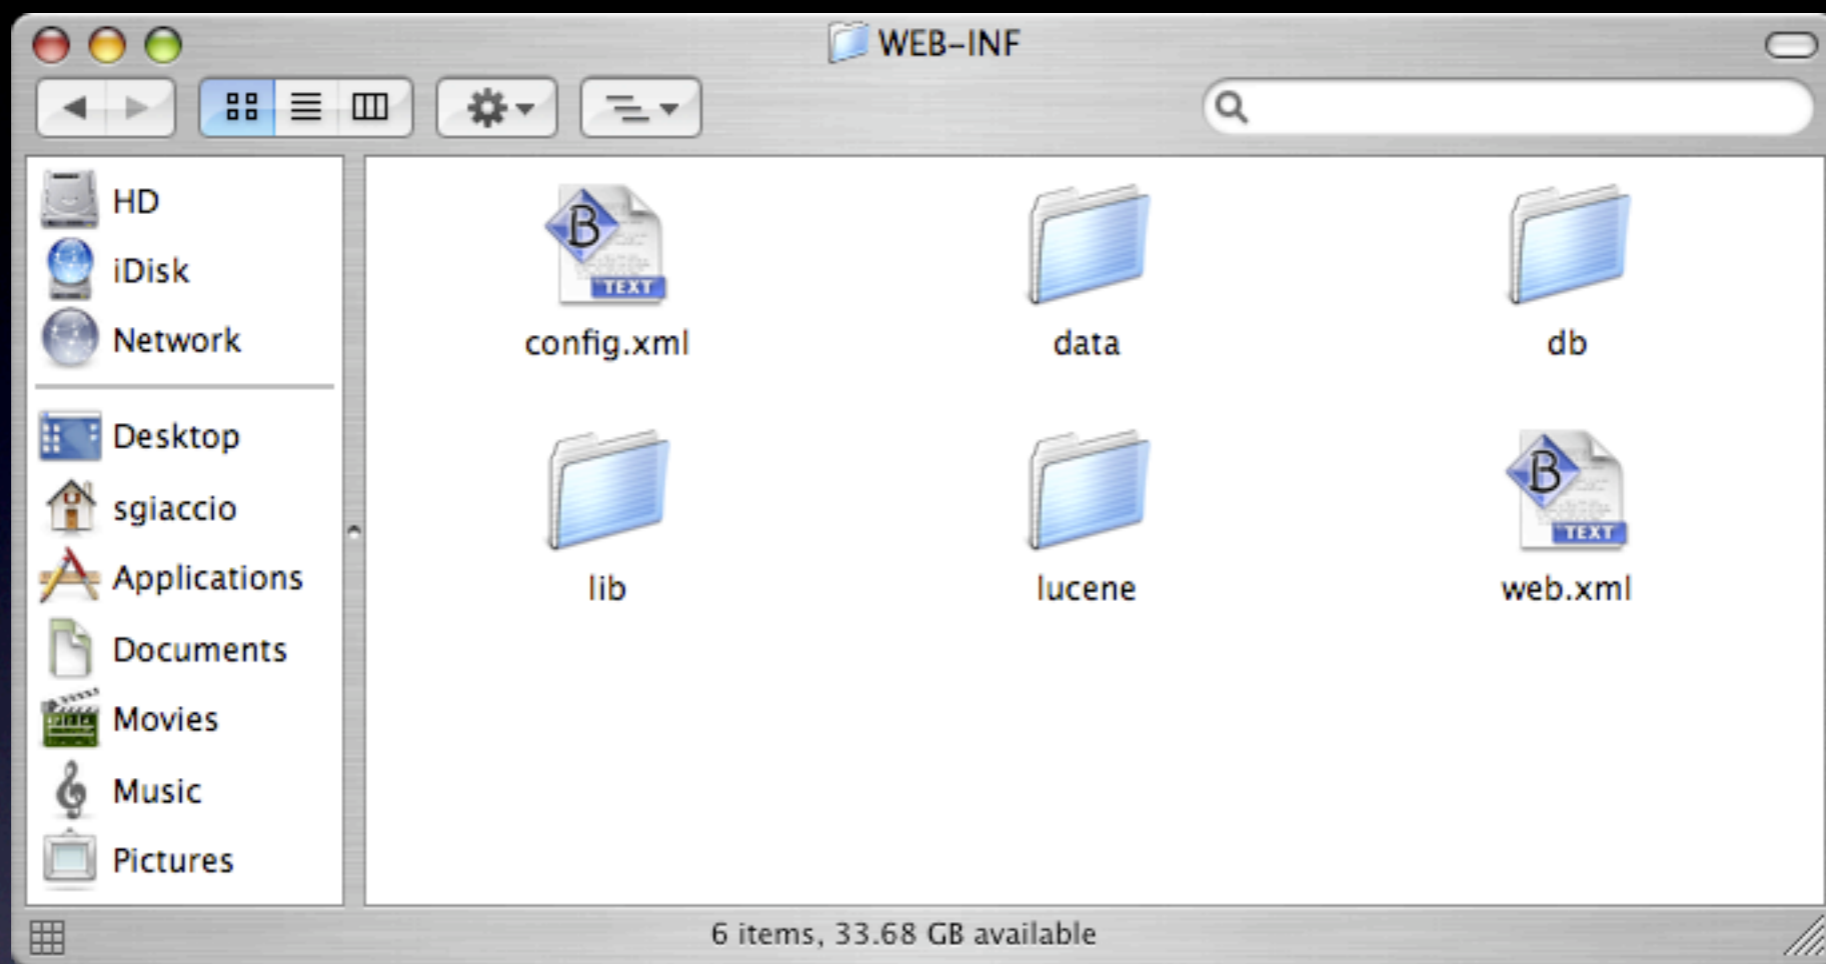 WEB-INF
HD
iDisk
Network
Desktop
sgiaccio
Applications
Documents
Movies
Music
Pictures
B TEXT
config.xml
data
db
lib
lucene
B TEXT
web.xml
6 items, 33.68 GB available